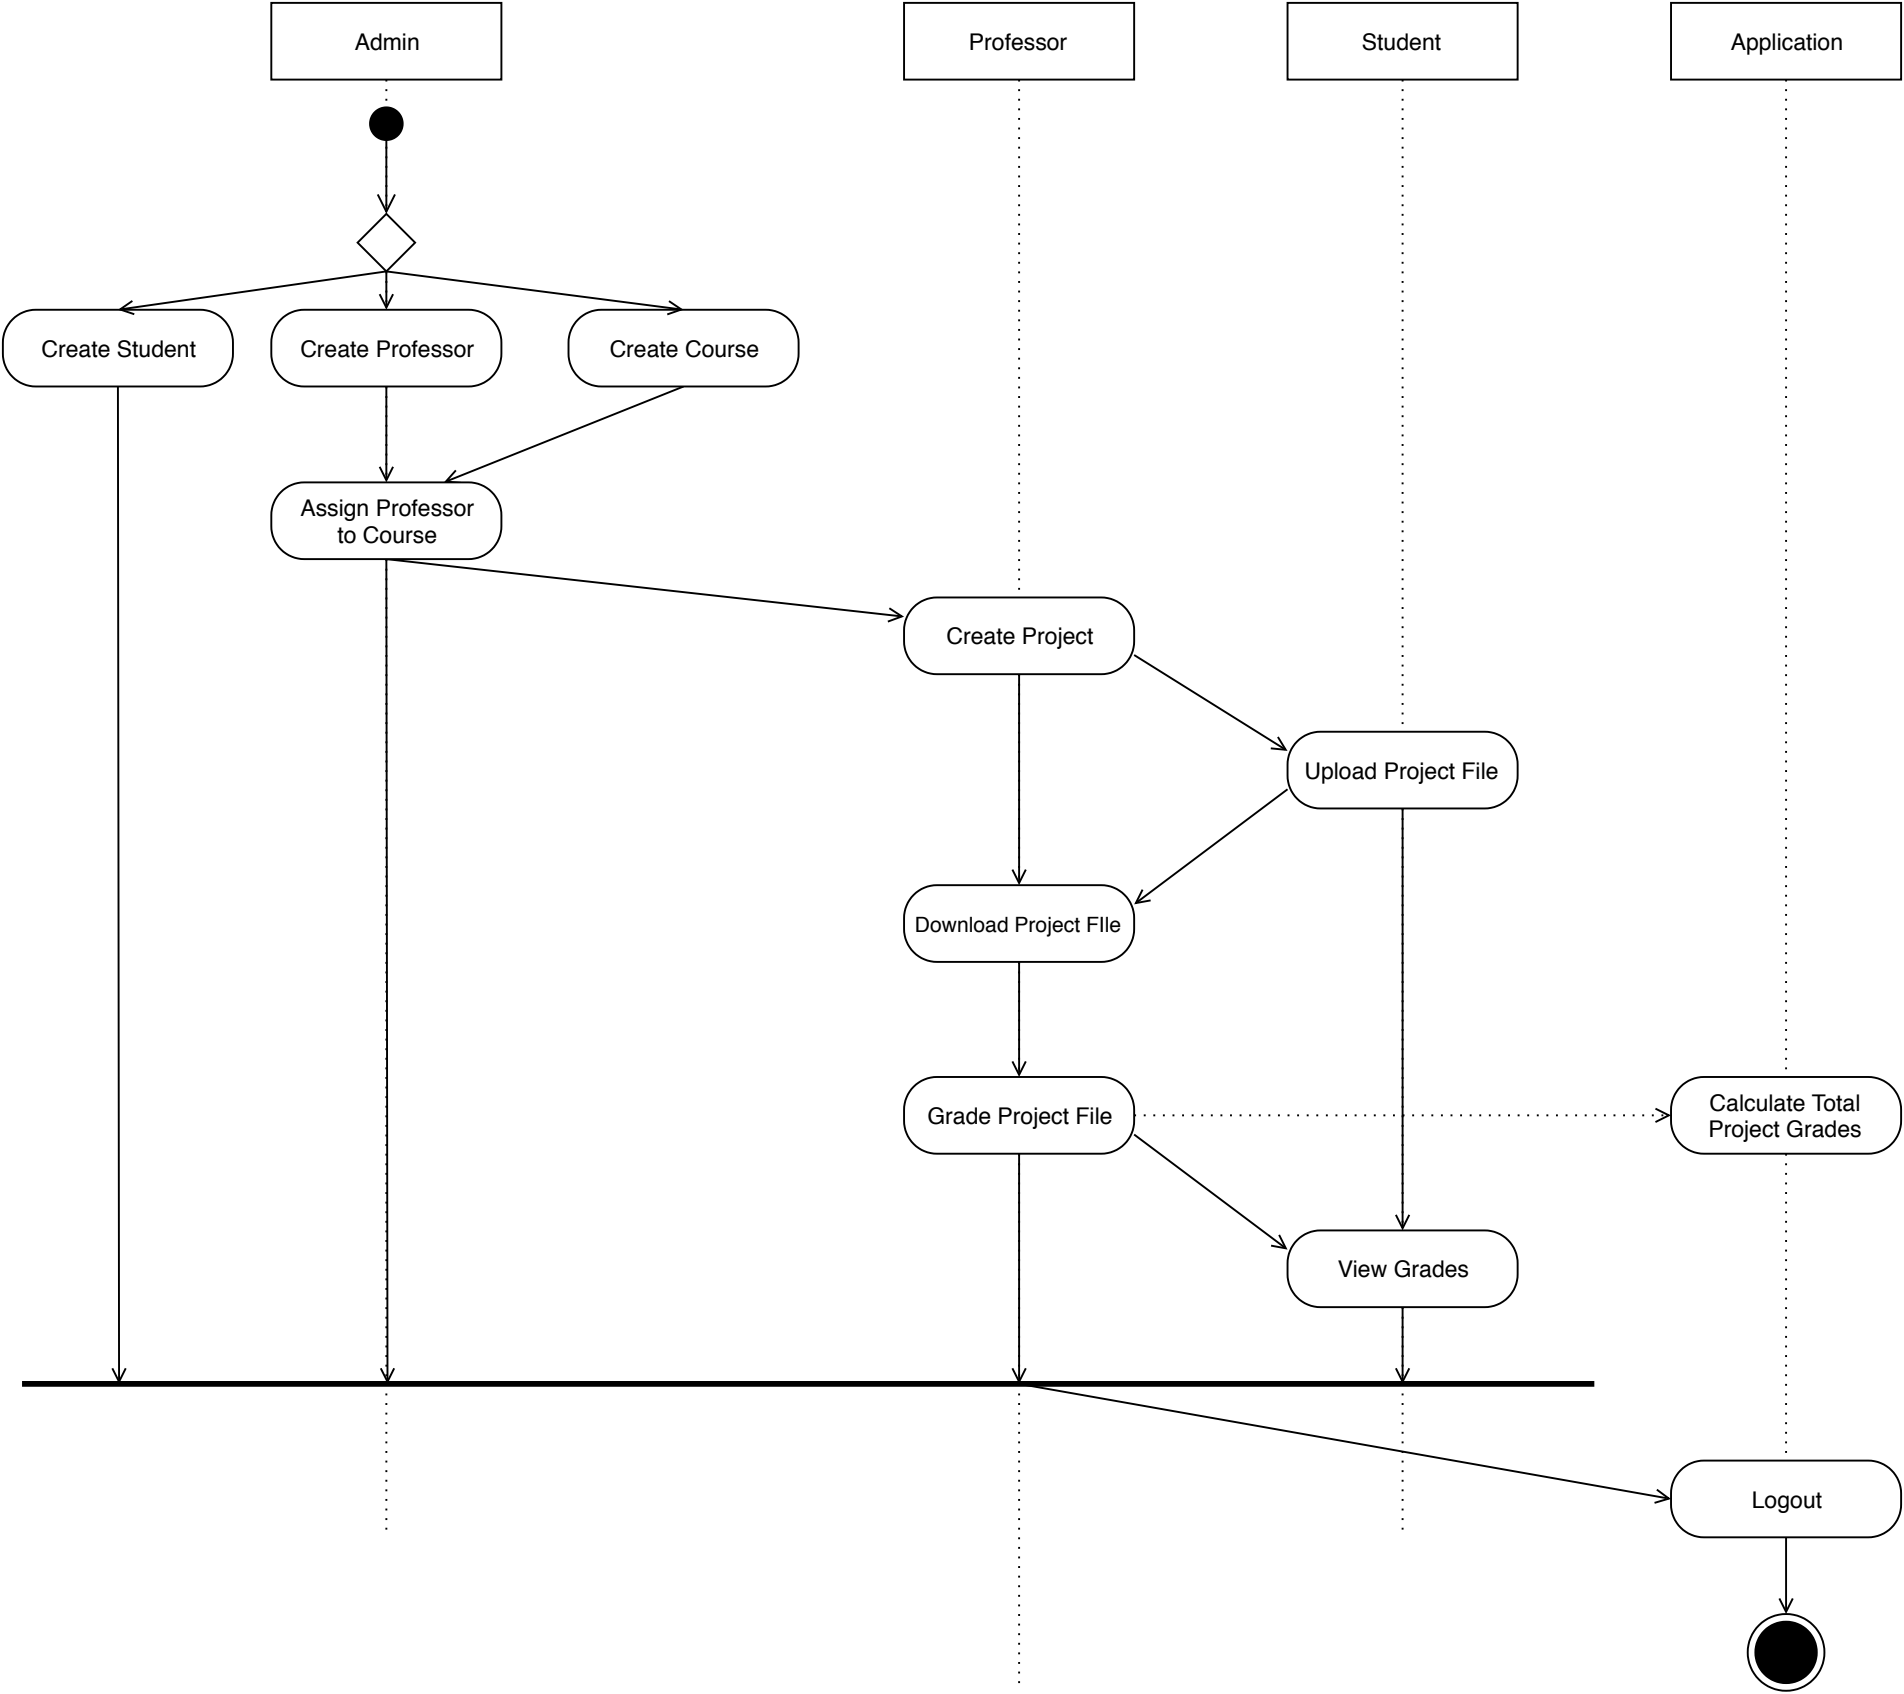 Admin
Professor
Student
Application
Create Student
Create Professor
Create Course
Assign Professor
to Course
Create Project
Upload Project File
Download Project FIle
Grade Project File
Calculate Total
Project Grades
View Grades
Logout